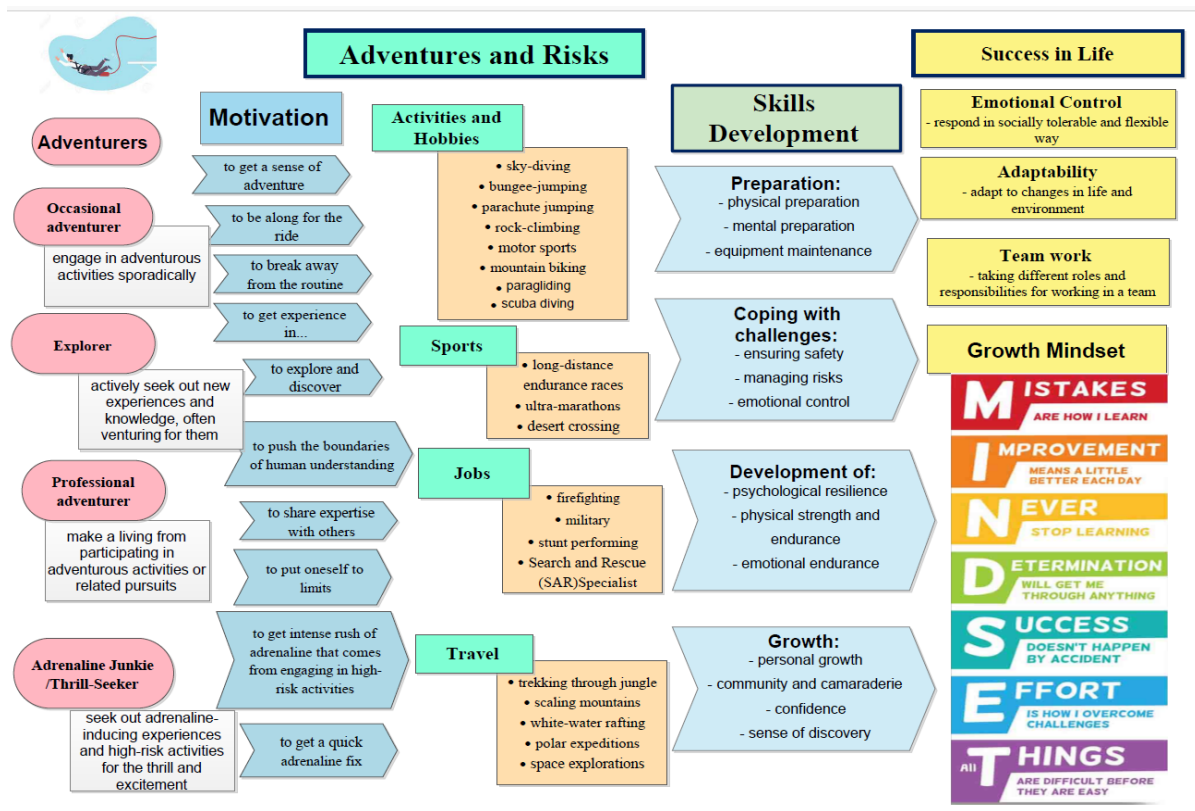 Adventures and Risks
Success in Life
Adventurers
Occasional
adventurer
engage in adventurous
activities sporadically
Explorer
actively seek out new
experiences and
knowledge, often
venturing for them
Professional
adventurer
make a living from
participating in
adventurous activities or
related pursuits
Adrenaline Junkie
/Thrill-Seeker
seek out adrenaline-
inducing experiences
and high-risk activities
for the thrill and
excitement
Motivation
to get a sense of
adventure
to be along for the
ride
to break away
from the routine
to get experience
in...
to explore and
discover
to push the boundaries
of human understanding
to share expertise
with others
to put oneself to
limits
to get intense rush of
adrenaline that comes
from engaging in high-
risk activities
to get a quick
adrenaline fix
Activities and
Hobbies
• sky-diving
• bungee-jumping
• parachute jumping
• rock-climbing
• motor sports
• mountain biking
• paragliding
• scuba diving
Sports
• long-distance
endurance races
• ultra-marathons
• desert crossing
Jobs
• firefighting
• military
• stunt performing
• Search and Rescue
(SAR)Specialist
Travel
• trekking through jungle
• scaling mountains
• white-water rafting
• polar expeditions
• space explorations
Skills
Development
Preparation:
- physical preparation
- mental preparation
- equipment maintenance
Coping with
challenges:
- ensuring safety
- managing risks
- emotional control
Development of:
- psychological resilience
- physical strength and
endurance
- emotional endurance
Growth:
- personal growth
- community and camaraderie
- confidence
- sense of discovery
Emotional Control
- respond in socially tolerable and flexible
way
Adaptability
- adapt to changes in life and
environment
Team work
- taking different roles and
responsibilities for working in a team
Growth Mindset
MISTAKES
ARE HOW I LEARN
IMPROVEMENT
MEANS A LITTLE
BETTER EACH DAY
NEVER
STOP LEARNING
DETERMINATION
WILL GET ME
THROUGH ANYTHING
SUCCESS
DOESN'T HAPPEN
BY ACCIDENT
EFFORT
IS HOW I OVERCOME
CHALLENGES
All THINGS
ARE DIFFICULT BEFORE
THEY ARE EASY